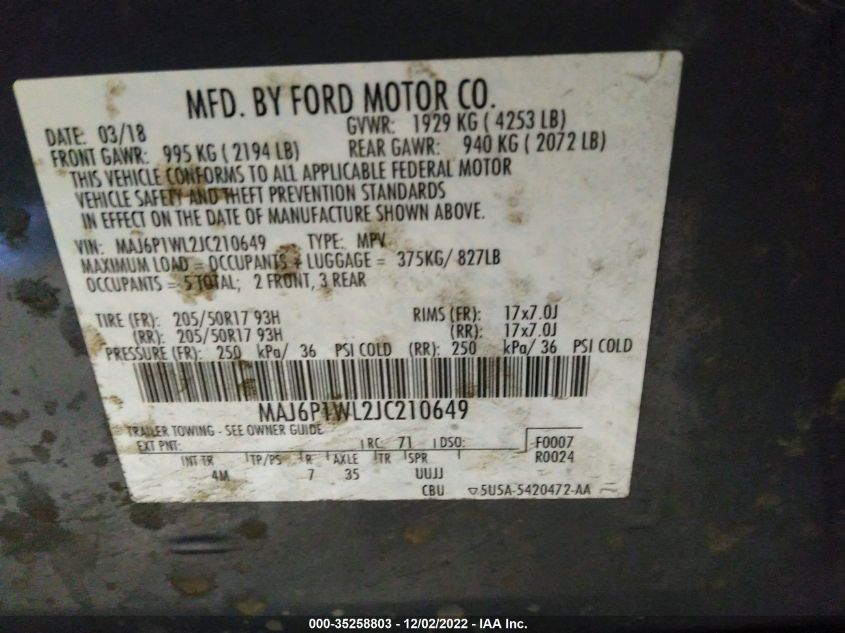 MFD. BY FORD MOTOR CO.
DATE: 03/18 GVWR: 1929 KG ( 4253 LB)
FRONT GAWR: 995 KG ( 2194 LB) REAR GAWR: 940 KG ( 2072 LB)
THIS VEHICLE CONFORMS TO ALL APPLICABLE FEDERAL MOTOR
VEHICLE SAFETY AND THEFT PREVENTION STANDARDS
IN EFFECT ON THE DATE OF MANUFACTURE SHOWN ABOVE.
VIN: MAJ6P1WL2JC210649 TYPE: MPV
MAXIMUM LOAD = OCCUPANTS + LUGGAGE = 375KG/ 827LB
OCCUPANTS = 5 TOTAL; 2 FRONT, 3 REAR
TIRE (FR): 205/50R17 93H RIMS (FR): 17x7.0J
(RR): 205/50R17 93H (RR): 17x7.0J
PRESSURE (FR): 250 kPa/ 36 PSI COLD (RR): 250 kPa/ 36 PSI COLD
MAJ6P1WL2JC210649
TRAILER TOWING - SEE OWNER GUIDE
EXT PNT: RC: 71 DSO: F0007
R0024
INT TR TP/PS R AXLE TR SPR
4M 7 35 UUJJ
CBU ▽5U5A-5420472-AA
000-35258803 - 12/02/2022 - IAA Inc.